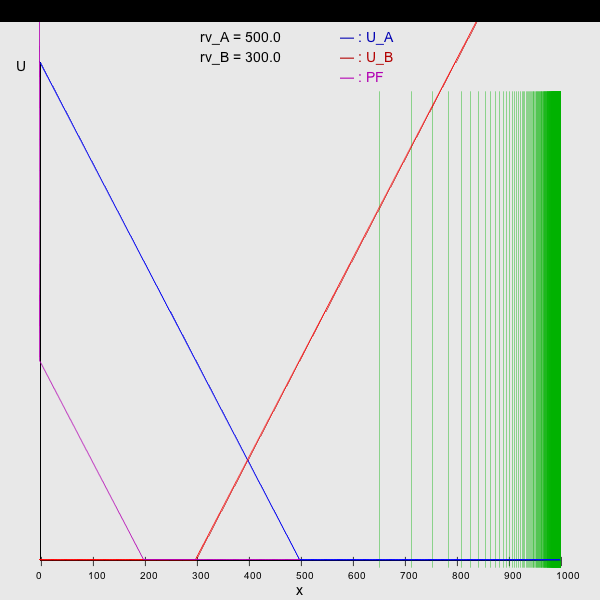 rv_A = 500.0 — : U_A
rv_B = 300.0 — : U_B
— : PF
U
0 100 200 300 400 500 600 700 800 900 1000
x